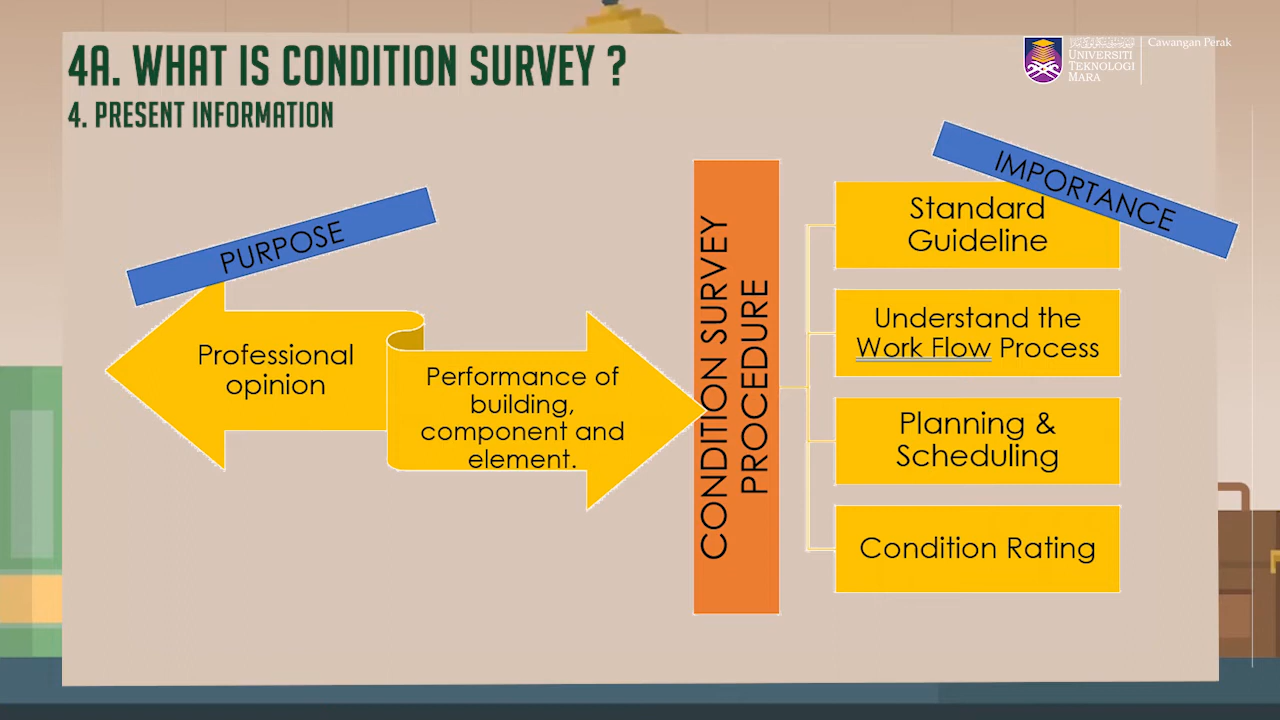 4A. WHAT IS CONDITION SURVEY ?
4. PRESENT INFORMATION
UNIVERSITI
TEKNOLOGI
MARA
Cawangan Perak
PURPOSE
Professional
opinion
Performance of
building,
component and
element.
CONDITION SURVEY
PROCEDURE
IMPORTANCE
Standard
Guideline
Understand the
Work Flow Process
Planning &
Scheduling
Condition Rating